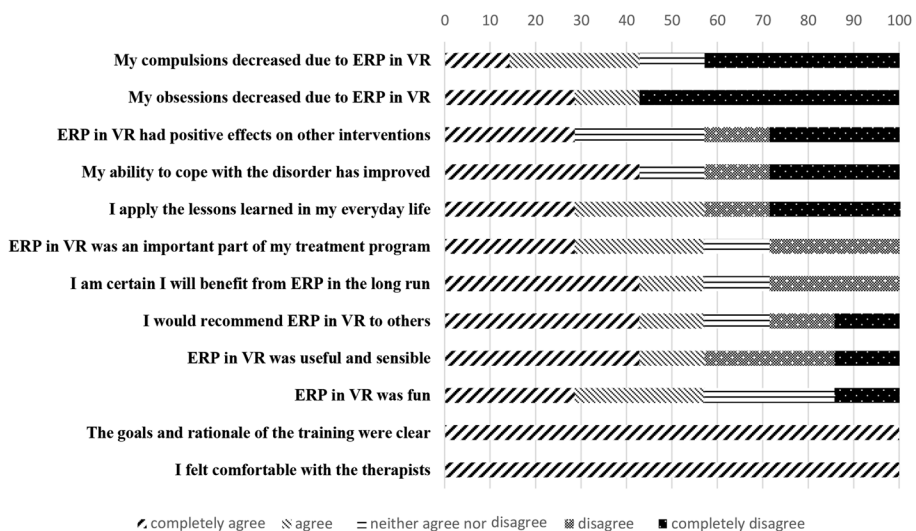 0 10 20 30 40 50 60 70 80 90 100
My compulsions decreased due to ERP in VR
My obsessions decreased due to ERP in VR
ERP in VR had positive effects on other interventions
My ability to cope with the disorder has improved
I apply the lessons learned in my everyday life
ERP in VR was an important part of my treatment program
I am certain I will benefit from ERP in the long run
I would recommend ERP in VR to others
ERP in VR was useful and sensible
ERP in VR was fun
The goals and rationale of the training were clear
I felt comfortable with the therapists
completely agree agree neither agree nor disagree disagree completely disagree